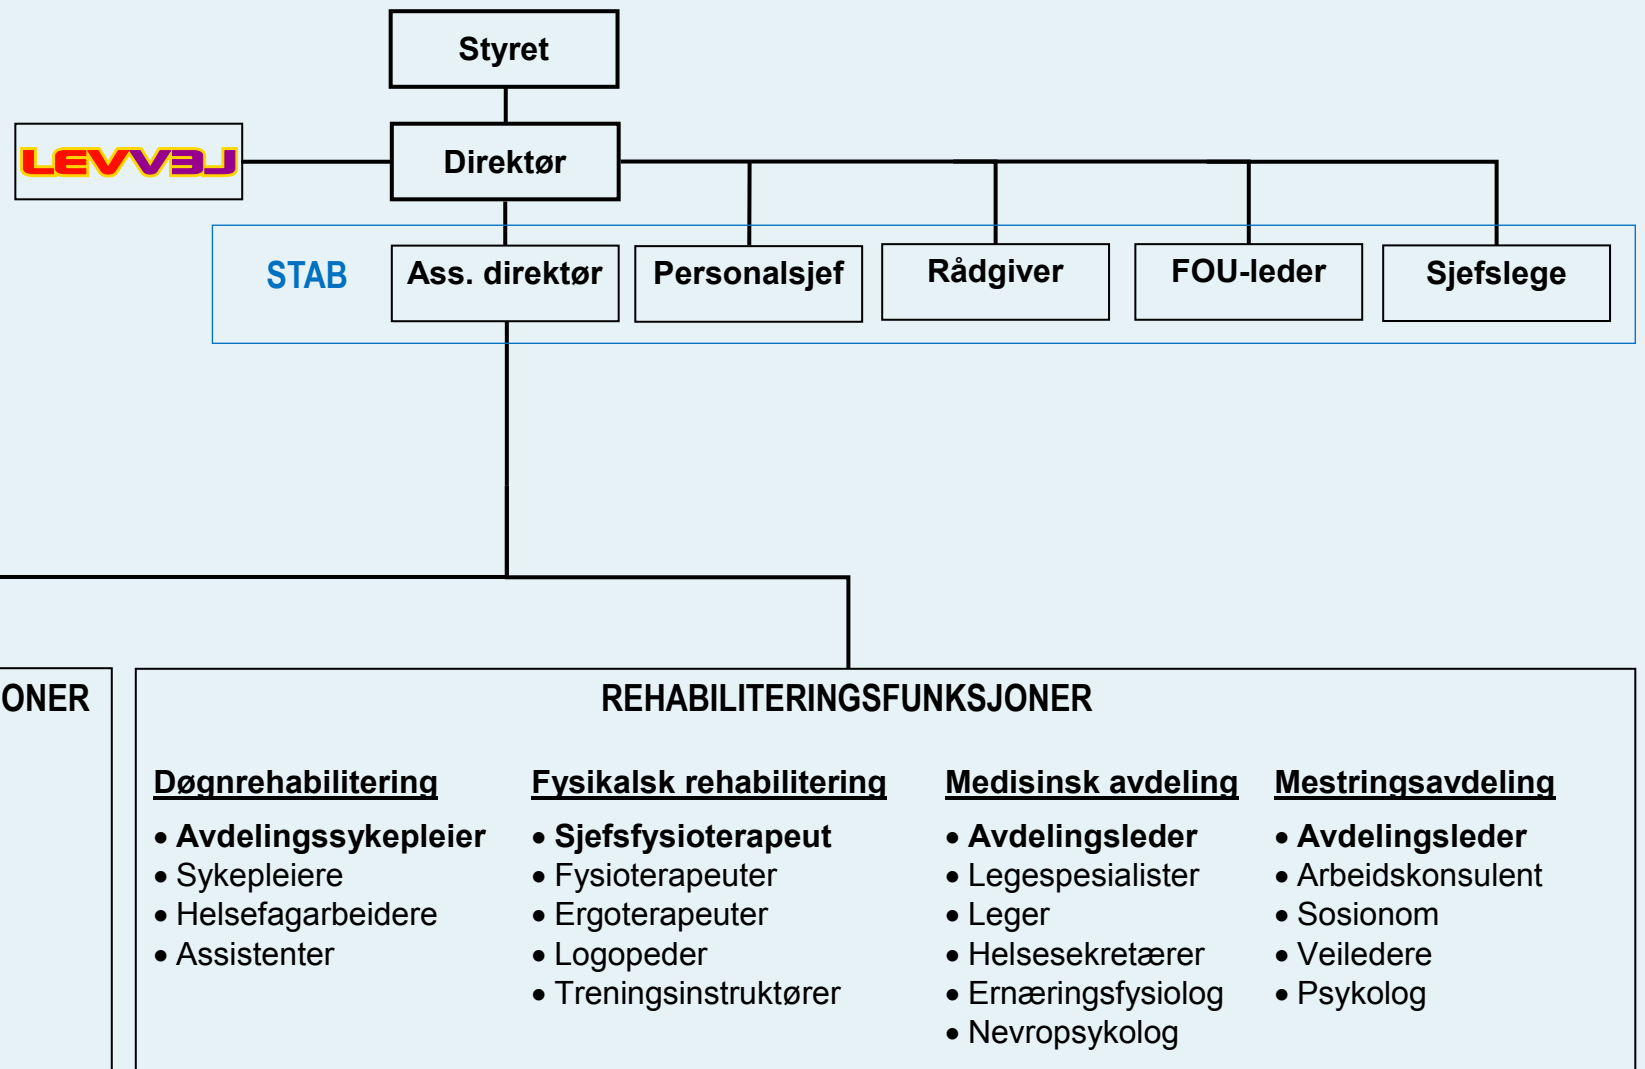 Styret
LEVVEL
Direktør
STAB
Ass. direktør
Personalsjef
Rådgiver
FOU-leder
Sjefslege
ONER
REHABILITERINGSFUNKSJONER
Døgnrehabilitering
• Avdelingssykepleier
• Sykepleiere
• Helsefagarbeidere
• Assistenter
Fysikalsk rehabilitering
• Sjefsfysioterapeut
• Fysioterapeuter
• Ergoterapeuter
• Logopeder
• Treningsinstruktører
Medisinsk avdeling
• Avdelingsleder
• Legespesialister
• Leger
• Helsesekretærer
• Ernæringsfysiolog
• Nevropsykolog
Mestringsavdeling
• Avdelingsleder
• Arbeidskonsulent
• Sosionom
• Veiledere
• Psykolog